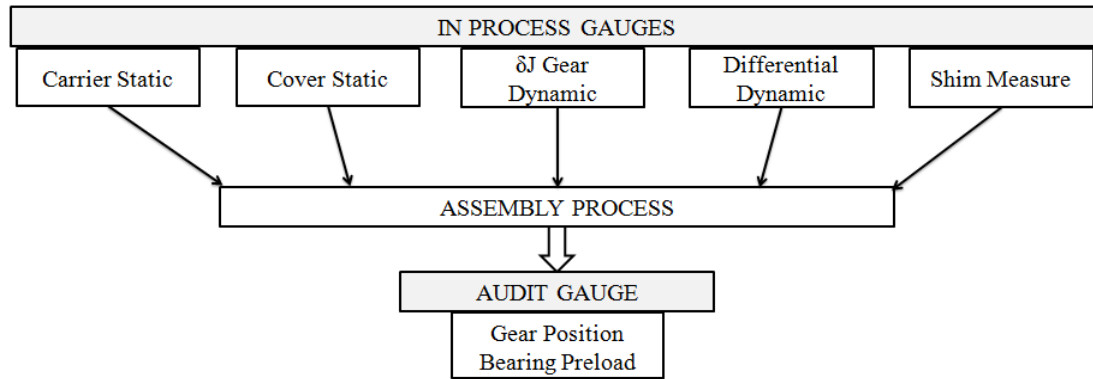 IN PROCESS GAUGES
Carrier Static
Cover Static
δJ Gear
Dynamic
Differential
Dynamic
Shim Measure
ASSEMBLY PROCESS
AUDIT GAUGE
Gear Position
Bearing Preload